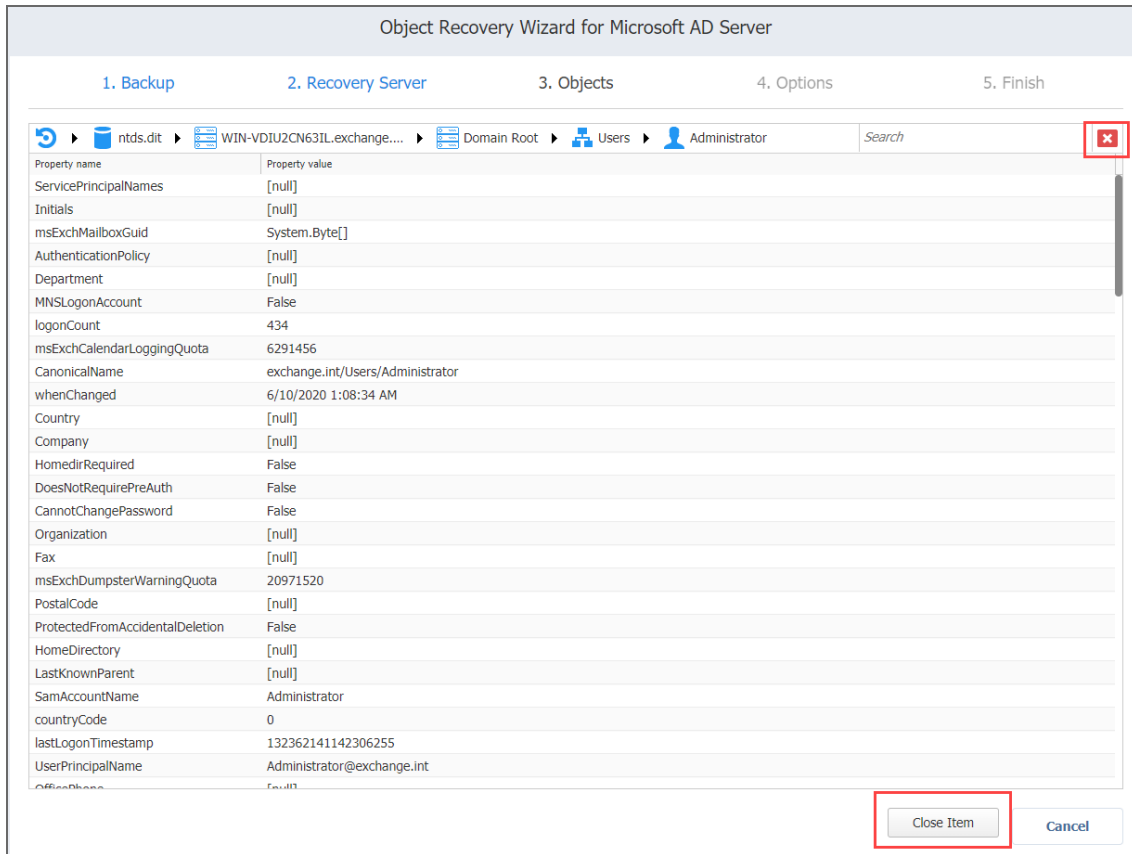 Object Recovery Wizard for Microsoft AD Server
1. Backup 2. Recovery Server 3. Objects 4. Options 5. Finish
ntds.dit WIN-VDIU2CN63IL.exchange.... Domain Root Users Administrator Search
Property name Property value
ServicePrincipalNames [null]
Initials [null]
msExchMailboxGuid System.Byte[]
AuthenticationPolicy [null]
Department [null]
MNSLogonAccount False
logonCount 434
msExchCalendarLoggingQuota 6291456
CanonicalName exchange.int/Users/Administrator
whenChanged 6/10/2020 1:08:34 AM
Country [null]
Company [null]
HomedirRequired False
DoesNotRequirePreAuth False
CannotChangePassword False
Organization [null]
Fax [null]
msExchDumpsterWarningQuota 20971520
PostalCode [null]
ProtectedFromAccidentalDeletion False
HomeDirectory [null]
LastKnownParent [null]
SamAccountName Administrator
countryCode 0
lastLogonTimestamp 132362141142306255
UserPrincipalName Administrator@exchange.int
OfficePhone [null]
Close Item Cancel